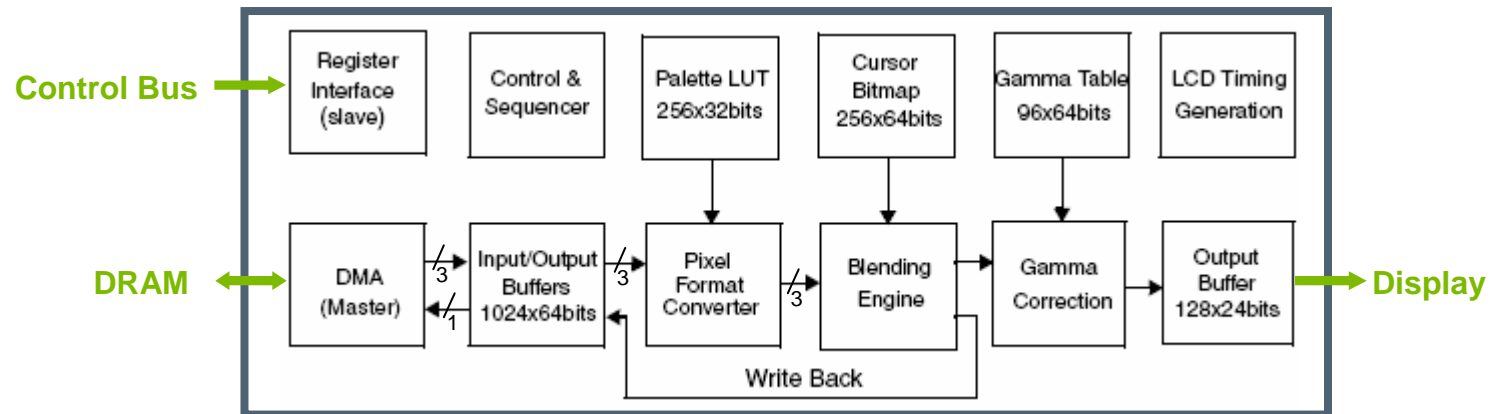 Control Bus
Register
Interface
(slave)
Control &
Sequencer
Palette LUT
256x32bits
Cursor
Bitmap
256x64bits
Gamma Table
96x64bits
LCD Timing
Generation
DRAM
DMA
(Master)
3
1
Input/Output
Buffers
1024x64bits
3
Pixel
Format
Converter
3
Blending
Engine
Gamma
Correction
Output
Buffer
128x24bits
Display
Write Back